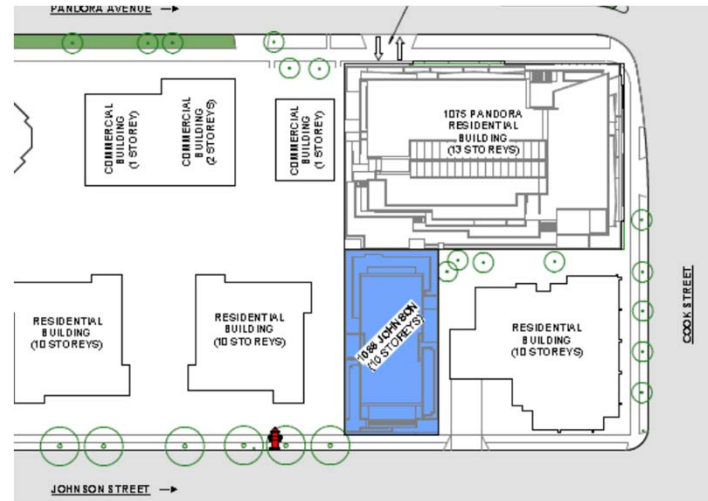 PANDORA AVENUE
COMMERCIAL
BUILDING
(1 STOREY)
COMMERCIAL
BUILDING
(2 STOREYS)
COMMERCIAL
BUILDING
(1 STOREY)
1075 PANDORA
RESIDENTIAL
BUILDING
(13 STOREYS)
RESIDENTIAL
BUILDING
(10 STOREYS)
RESIDENTIAL
BUILDING
(10 STOREYS)
1088 JOHNSON
(10 STOREYS)
RESIDENTIAL
BUILDING
(10 STOREYS)
COOK STREET
JOHNSON STREET